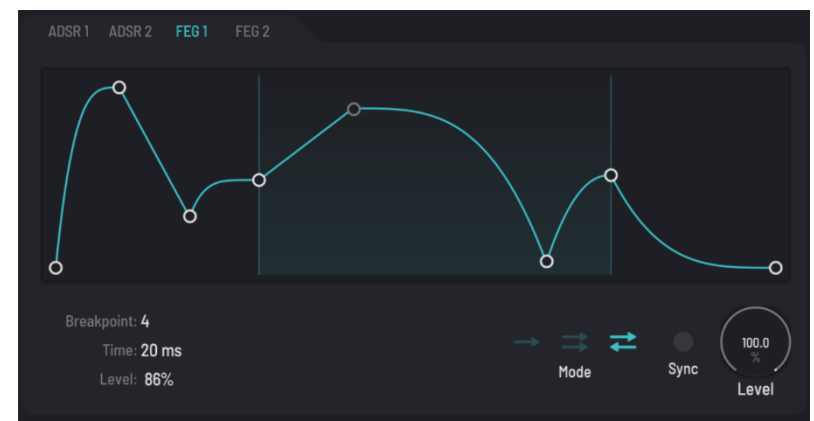 ADSR 1 ADSR 2 FEG 1 FEG 2
Breakpoint: 4
Time: 20 ms
Level: 86%
Mode
Sync
100.0
%
Level